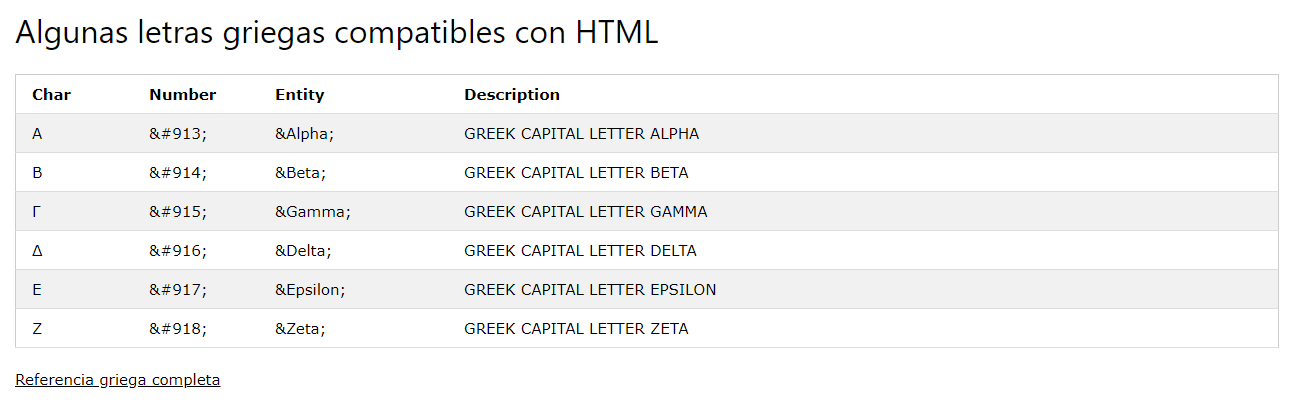 Algunas letras griegas compatibles con HTML
Char Number Entity Description
Α &#913; &Alpha; GREEK CAPITAL LETTER ALPHA
Β &#914; &Beta; GREEK CAPITAL LETTER BETA
Γ &#915; &Gamma; GREEK CAPITAL LETTER GAMMA
Δ &#916; &Delta; GREEK CAPITAL LETTER DELTA
Ε &#917; &Epsilon; GREEK CAPITAL LETTER EPSILON
Ζ &#918; &Zeta; GREEK CAPITAL LETTER ZETA
Referencia griega completa